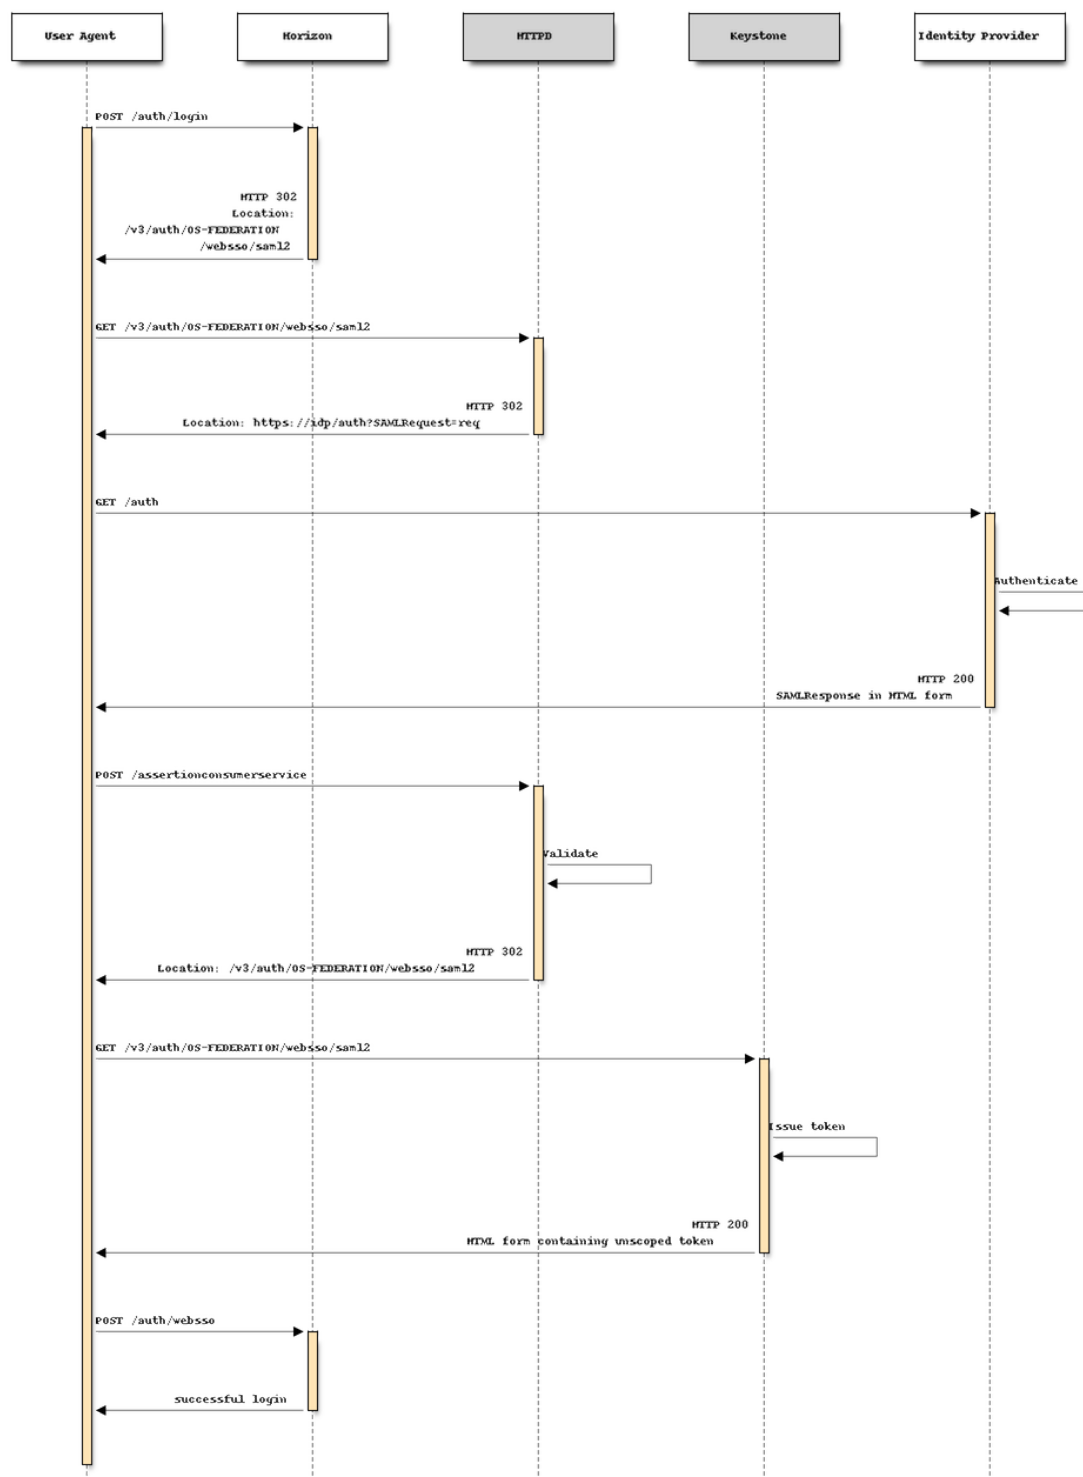 User Agent
Horizon
HTTPD
Keystone
Identity Provider
POST /auth/login
HTTP 302
Location:
/v3/auth/OS-FEDERATION
/websso/saml2
GET /v3/auth/OS-FEDERATION/websso/saml2
HTTP 302
Location: https://idp/auth?SAMLRequest=req
GET /auth
Authenticate
HTTP 200
SAMLResponse in HTML form
POST /assertionconsumerservice
Validate
HTTP 302
Location: /v3/auth/OS-FEDERATION/websso/saml2
GET /v3/auth/OS-FEDERATION/websso/saml2
Issue token
HTTP 200
HTML form containing unscoped token
POST /auth/websso
successful login